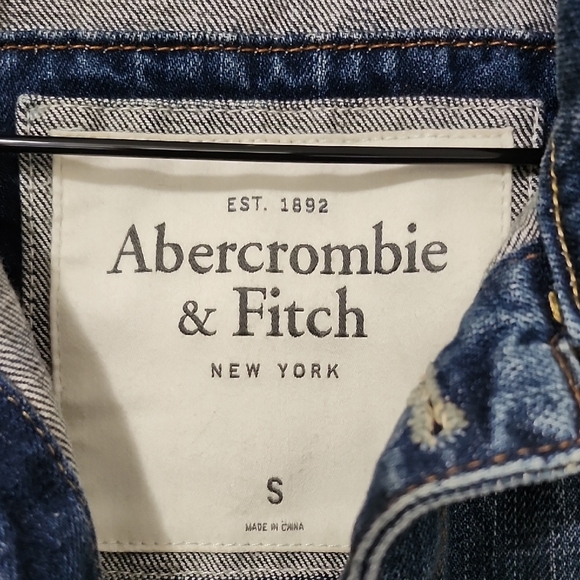 EST. 1892
Abercrombie
& Fitch
NEW YORK
S
MADE IN CHINA